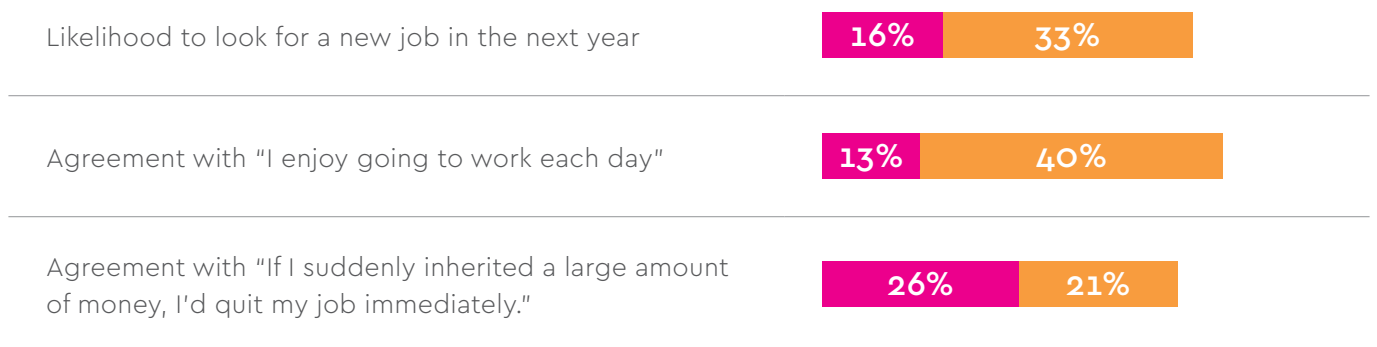 Likelihood to look for a new job in the next year
16% 33%
Agreement with “I enjoy going to work each day”
13% 40%
Agreement with “If I suddenly inherited a large amount
of money, I’d quit my job immediately.”
26% 21%